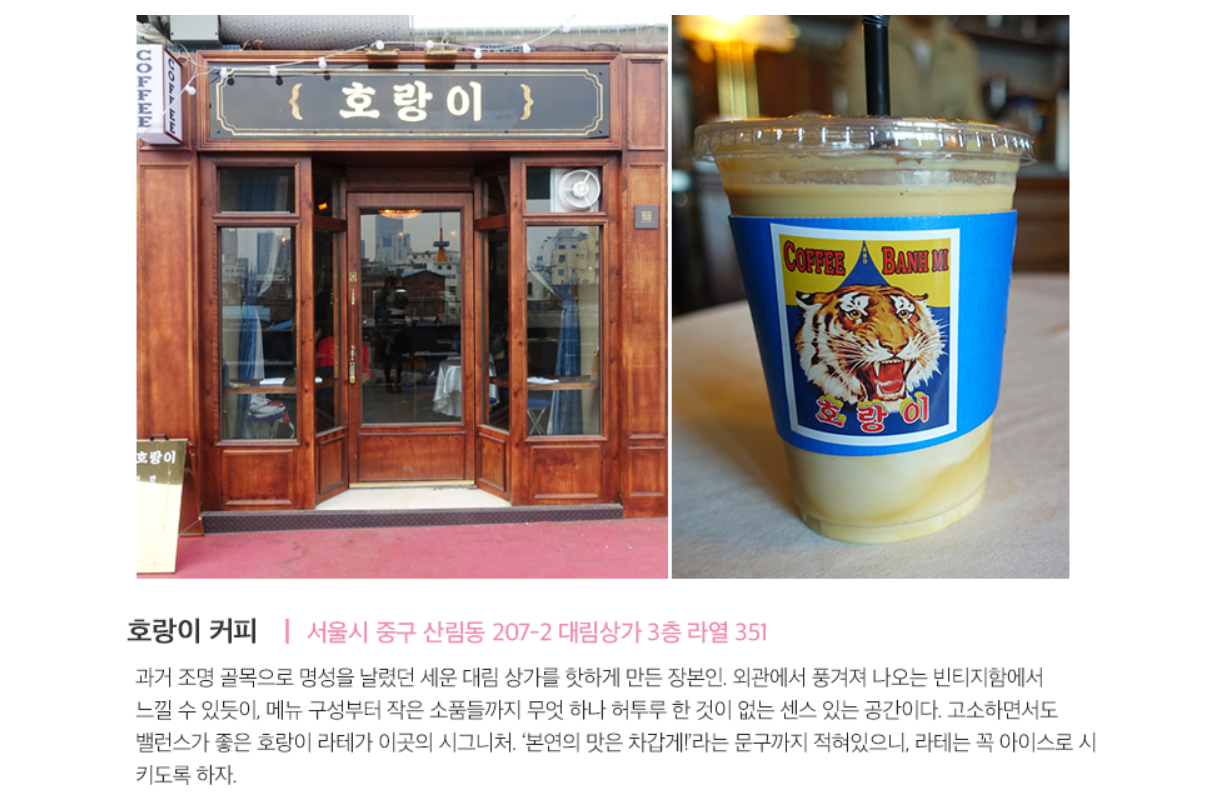 COFFEE
COFFEE
{ 호랑이 }
호랑이
COFFEE AND BANH MI
호랑이
호랑이 커피 | 서울시 중구 산림동 207-2 대림상가 3층 라열 351
과거 조명 골목으로 명성을 날렸던 세운 대림 상가를 핫하게 만든 장본인. 외관에서 풍겨져 나오는 빈티지함에서
느낄 수 있듯이, 메뉴 구성부터 작은 소품들까지 무엇 하나 허투루 한 것이 없는 센스 있는 공간이다. 고소하면서도
밸런스가 좋은 호랑이 라테가 이곳의 시그니처. ‘본연의 맛은 차갑게!’라는 문구까지 적혀있으니, 라테는 꼭 아이스로 시
키도록 하자.